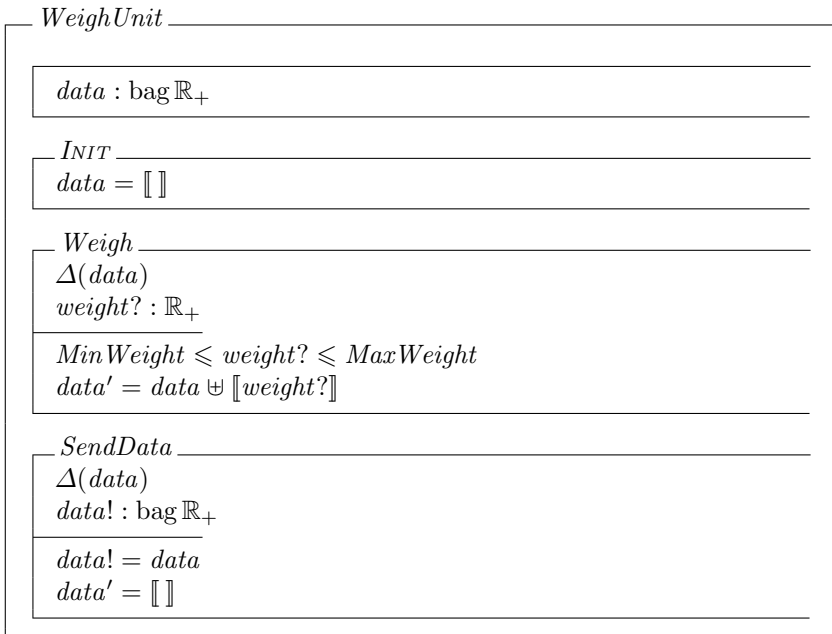 WeighUnit
data : bag ℝ₊
INIT
data = ⟦ ⟧
Weigh
Δ(data)
weight? : ℝ₊
MinWeight ⩽ weight? ⩽ MaxWeight
data′ = data ⊎ ⟦weight?⟧
SendData
Δ(data)
data! : bag ℝ₊
data! = data
data′ = ⟦ ⟧